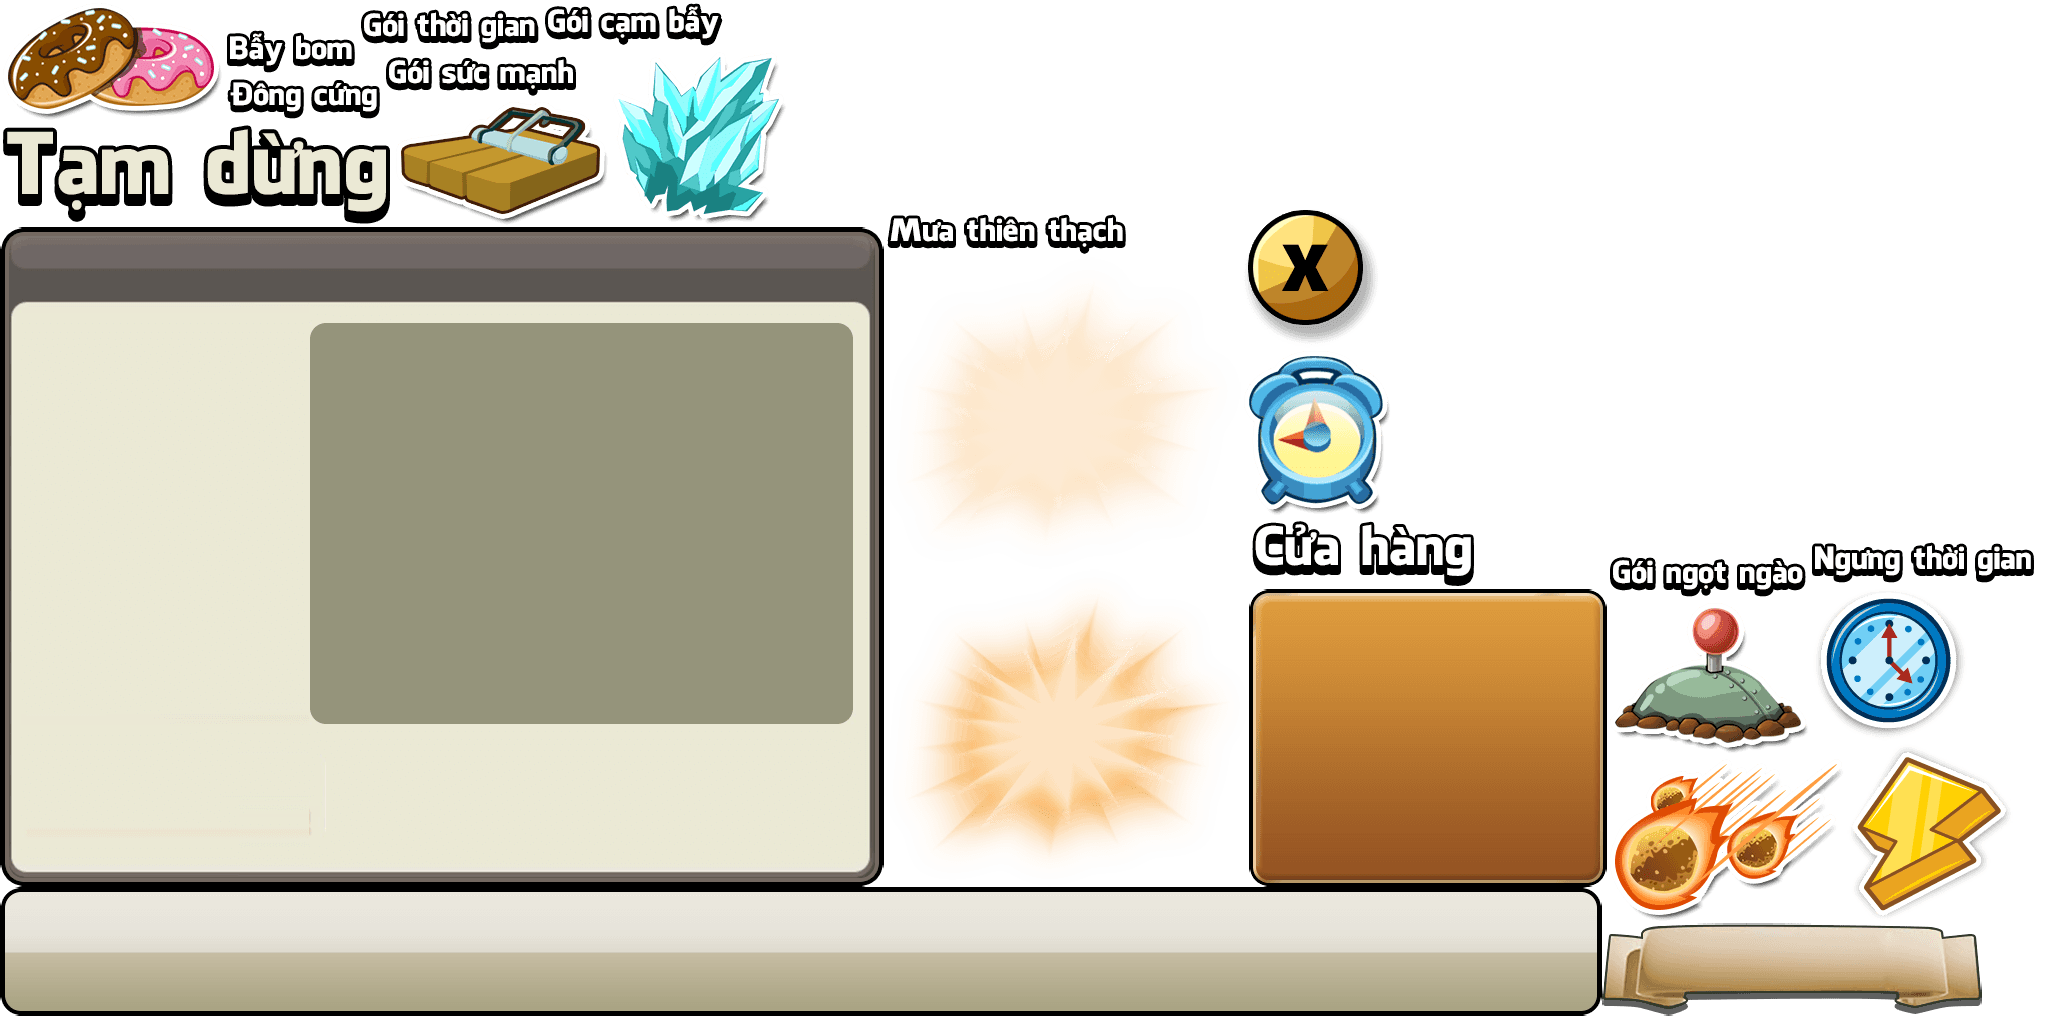 Gói thời gian
Gói cạm bẫy
Bẫy bom
Gói sức mạnh
Đông cứng
Tạm dừng
Mưa thiên thạch
X
Cửa hàng
Gói ngọt ngào
Ngưng thời gian